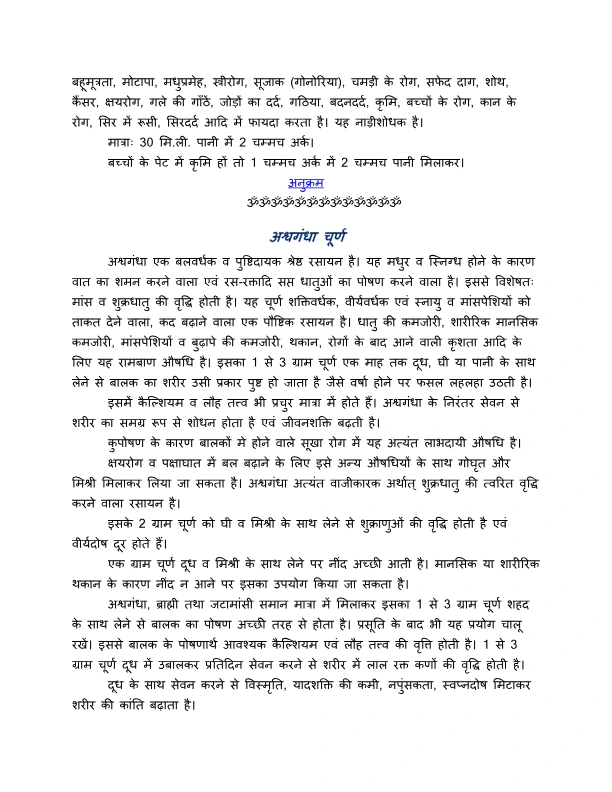 बहूमूत्रता, मोटापा, मधुप्रमेह, स्त्रीरोग, सूजाक (गोनोरिया), चमड़ी के रोग, सफेद दाग, शोथ,
कैंसर, क्षयरोग, गले की गाँठें, जोड़ों का दर्द, गठिया, बदनदर्द, कृमि, बच्चों के रोग, कान के
रोग, सिर में रूसी, सिरदर्द आदि में फायदा करता है। यह नाड़ीशोधक है।
मात्राः 30 मि.ली. पानी में 2 चम्मच अर्क।
बच्चों के पेट में कृमि हों तो 1 चम्मच अर्क में 2 चम्मच पानी मिलाकर।
अनुक्रम
ॐॐॐॐॐॐॐॐॐॐॐॐॐ
अश्वगंधा चूर्ण
अश्वगंधा एक बलवर्धक व पुष्टिदायक श्रेष्ठ रसायन है। यह मधुर व स्निग्ध होने के कारण
वात का शमन करने वाला एवं रस-रक्तादि सप्त धातुओं का पोषण करने वाला है। इससे विशेषतः
मांस व शुक्रधातु की वृद्धि होती है। यह चूर्ण शक्तिवर्धक, वीर्यवर्धक एवं स्नायु व मांसपेशियों को
ताकत देने वाला, कद बढ़ाने वाला एक पौष्टिक रसायन है। धातु की कमजोरी, शारीरिक मानसिक
कमजोरी, मांसपेशियों व बुढ़ापे की कमजोरी, थकान, रोगों के बाद आने वाली कृशता आदि के
लिए यह रामबाण औषधि है। इसका 1 से 3 ग्राम चूर्ण एक माह तक दूध, घी या पानी के साथ
लेने से बालक का शरीर उसी प्रकार पुष्ट हो जाता है जैसे वर्षा होने पर फसल लहलहा उठती है।
इसमें कैल्शियम व लौह तत्त्व भी प्रचुर मात्रा में होते हैं। अश्वगंधा के निरंतर सेवन से
शरीर का समग्र रूप से शोधन होता है एवं जीवनशक्ति बढ़ती है।
कुपोषण के कारण बालकों मे होने वाले सूखा रोग में यह अत्यंत लाभदायी औषधि है।
क्षयरोग व पक्षाघात में बल बढ़ाने के लिए इसे अन्य औषधियों के साथ गोघृत और
मिश्री मिलाकर लिया जा सकता है। अश्वगंधा अत्यंत वाजीकारक अर्थात् शुक्रधातु की त्वरित वृद्धि
करने वाला रसायन है।
इसके 2 ग्राम चूर्ण को घी व मिश्री के साथ लेने से शुक्राणुओं की वृद्धि होती है एवं
वीर्यदोष दूर होते हैं।
एक ग्राम चूर्ण दूध व मिश्री के साथ लेने पर नींद अच्छी आती है। मानसिक या शारीरिक
थकान के कारण नींद न आने पर इसका उपयोग किया जा सकता है।
अश्वगंधा, ब्राह्मी तथा जटामांसी समान मात्रा में मिलाकर इसका 1 से 3 ग्राम चूर्ण शहद
के साथ लेने से बालक का पोषण अच्छी तरह से होता है। प्रसूति के बाद भी यह प्रयोग चालू
रखें। इससे बालक के पोषणार्थ आवश्यक कैल्शियम एवं लौह तत्त्व की वृत्ति होती है। 1 से 3
ग्राम चूर्ण दूध में उबालकर प्रतिदिन सेवन करने से शरीर में लाल रक्त कणों की वृद्धि होती है।
दूध के साथ सेवन करने से विस्मृति, यादशक्ति की कमी, नपुंसकता, स्वप्नदोष मिटाकर
शरीर की कांति बढ़ाता है।